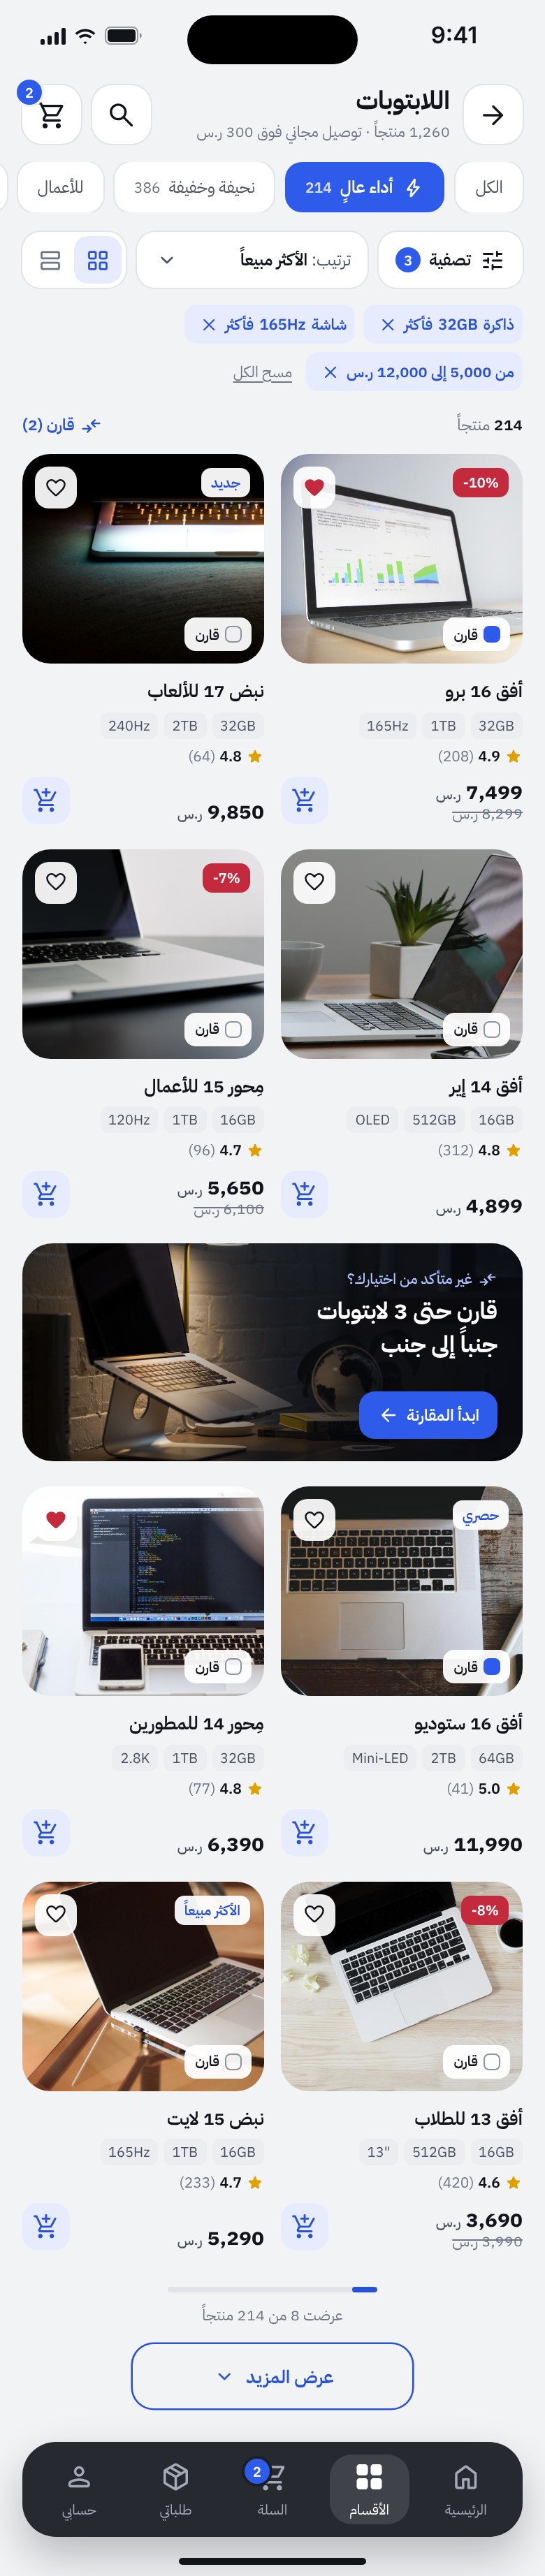 9:41
2
اللابتوبات
1,260 منتجاً · توصيل مجاني فوق 300 ر.س
الكل
أداء عالٍ 214
نحيفة وخفيفة 386
للأعمال
تصفية 3
ترتيب: الأكثر مبيعاً
ذاكرة 32GB فأكثر
شاشة 165Hz فأكثر
من 5,000 إلى 12,000 ر.س
مسح الكل
214 منتجاً
قارن (2)
-10%
قارن
أفق 16 برو
32GB 1TB 165Hz
4.9 (208)
7,499 ر.س
8,299 ر.س
جديد
قارن
نبض 17 للألعاب
32GB 2TB 240Hz
4.8 (64)
9,850 ر.س
قارن
أفق 14 إير
16GB 512GB OLED
4.8 (312)
4,899 ر.س
-7%
قارن
مِحور 15 للأعمال
16GB 1TB 120Hz
4.7 (96)
5,650 ر.س
6,100 ر.س
غير متأكد من اختيارك؟
قارن حتى 3 لابتوبات
جنباً إلى جنب
ابدأ المقارنة
حصري
قارن
أفق 16 ستوديو
64GB 2TB Mini-LED
5.0 (41)
11,990 ر.س
قارن
مِحور 14 للمطورين
32GB 1TB 2.8K
4.8 (77)
6,390 ر.س
-8%
قارن
أفق 13 للطلاب
16GB 512GB 13"
4.6 (420)
3,690 ر.س
3,990 ر.س
الأكثر مبيعاً
قارن
نبض 15 لايت
16GB 1TB 165Hz
4.7 (233)
5,290 ر.س
عرضت 8 من 214 منتجاً
عرض المزيد
الرئيسية
الأقسام
2
السلة
طلباتي
حسابي